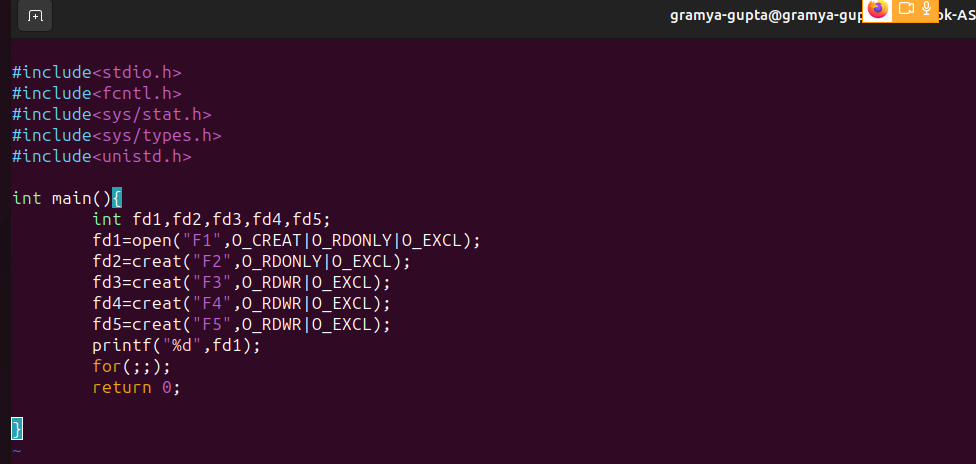 gramya-gupta@gramya-gup ok-AS
#include<stdio.h>
#include<fcntl.h>
#include<sys/stat.h>
#include<sys/types.h>
#include<unistd.h>
int main(){
int fd1,fd2,fd3,fd4,fd5;
fd1=open("F1",O_CREAT|O_RDONLY|O_EXCL);
fd2=creat("F2",O_RDONLY|O_EXCL);
fd3=creat("F3",O_RDWR|O_EXCL);
fd4=creat("F4",O_RDWR|O_EXCL);
fd5=creat("F5",O_RDWR|O_EXCL);
printf("%d",fd1);
for(;;);
return 0;
}
~